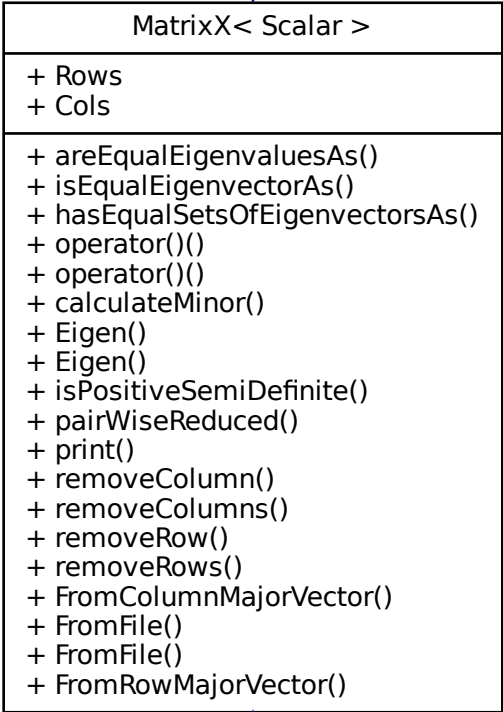 MatrixX< Scalar >
+ Rows
+ Cols
+ areEqualEigenvaluesAs()
+ isEqualEigenvectorAs()
+ hasEqualSetsOfEigenvectorsAs()
+ operator()()
+ operator()()
+ calculateMinor()
+ Eigen()
+ Eigen()
+ isPositiveSemiDefinite()
+ pairWiseReduced()
+ print()
+ removeColumn()
+ removeColumns()
+ removeRow()
+ removeRows()
+ FromColumnMajorVector()
+ FromFile()
+ FromFile()
+ FromRowMajorVector()